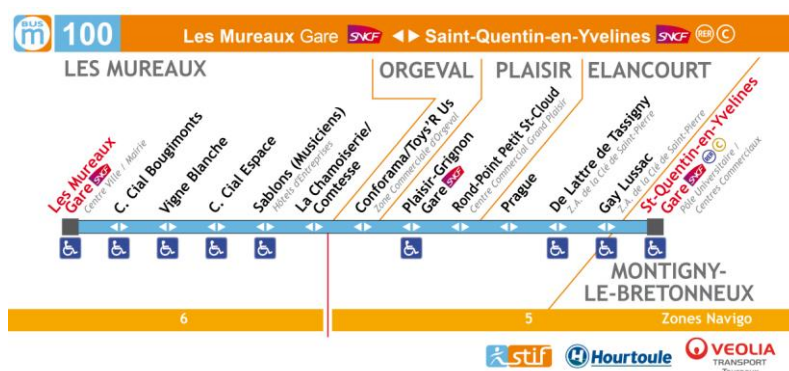 BUS
m
100
Les Mureaux Gare SNCF Saint-Quentin-en-Yvelines SNCF RER C
LES MUREAUX
ORGEVAL
PLAISIR
ELANCOURT
Les Mureaux
Gare SNCF
Centre Ville / Mairie
C. Cial Bougimonts
Vigne Blanche
C. Cial Espace
Sablons (Musiciens)
Hôtels d'Entreprises
La Chamoiserie/
Comtesse
Conforama/Toys'R Us
Zone Commerciale d'Orgeval
Plaisir-Grignon
Gare SNCF
Rond-Point Petit St-Cloud
Centre Commercial Grand Plaisir
Prague
De Lattre de Tassigny
Z.A. de la Clé de Saint-Pierre
Gay Lussac
Z.A. de la Clé de Saint-Pierre
St-Quentin-en-Yvelines
Gare SNCF RER C
Pôle Universitaire /
Centres Commerciaux
MONTIGNY-
LE-BRETONNEUX
6
5
Zones Navigo
stif
Hourtoule
VEOLIA
TRANSPORT